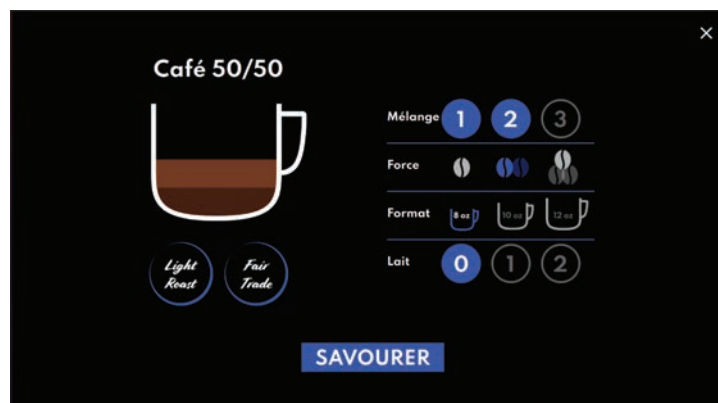 ×
Café 50/50
Mélange 1 2 3
Force
Format 8 oz 10 oz 12 oz
Lait 0 1 2
Light
Roast
Fair
Trade
SAVOURER